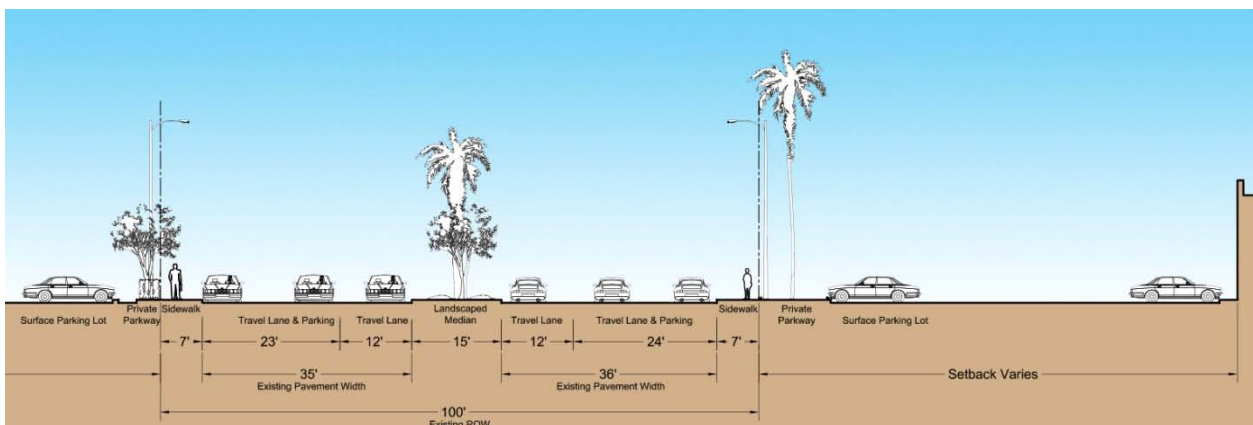 Surface Parking Lot
Private
Parkway
Sidewalk
Travel Lane & Parking
Travel Lane
Landscaped
Median
Travel Lane
Travel Lane & Parking
Sidewalk
Private
Parkway
Surface Parking Lot
7'
23'
12'
15'
12'
24'
7'
35'
Existing Pavement Width
36'
Existing Pavement Width
Setback Varies
100'
Existing ROW